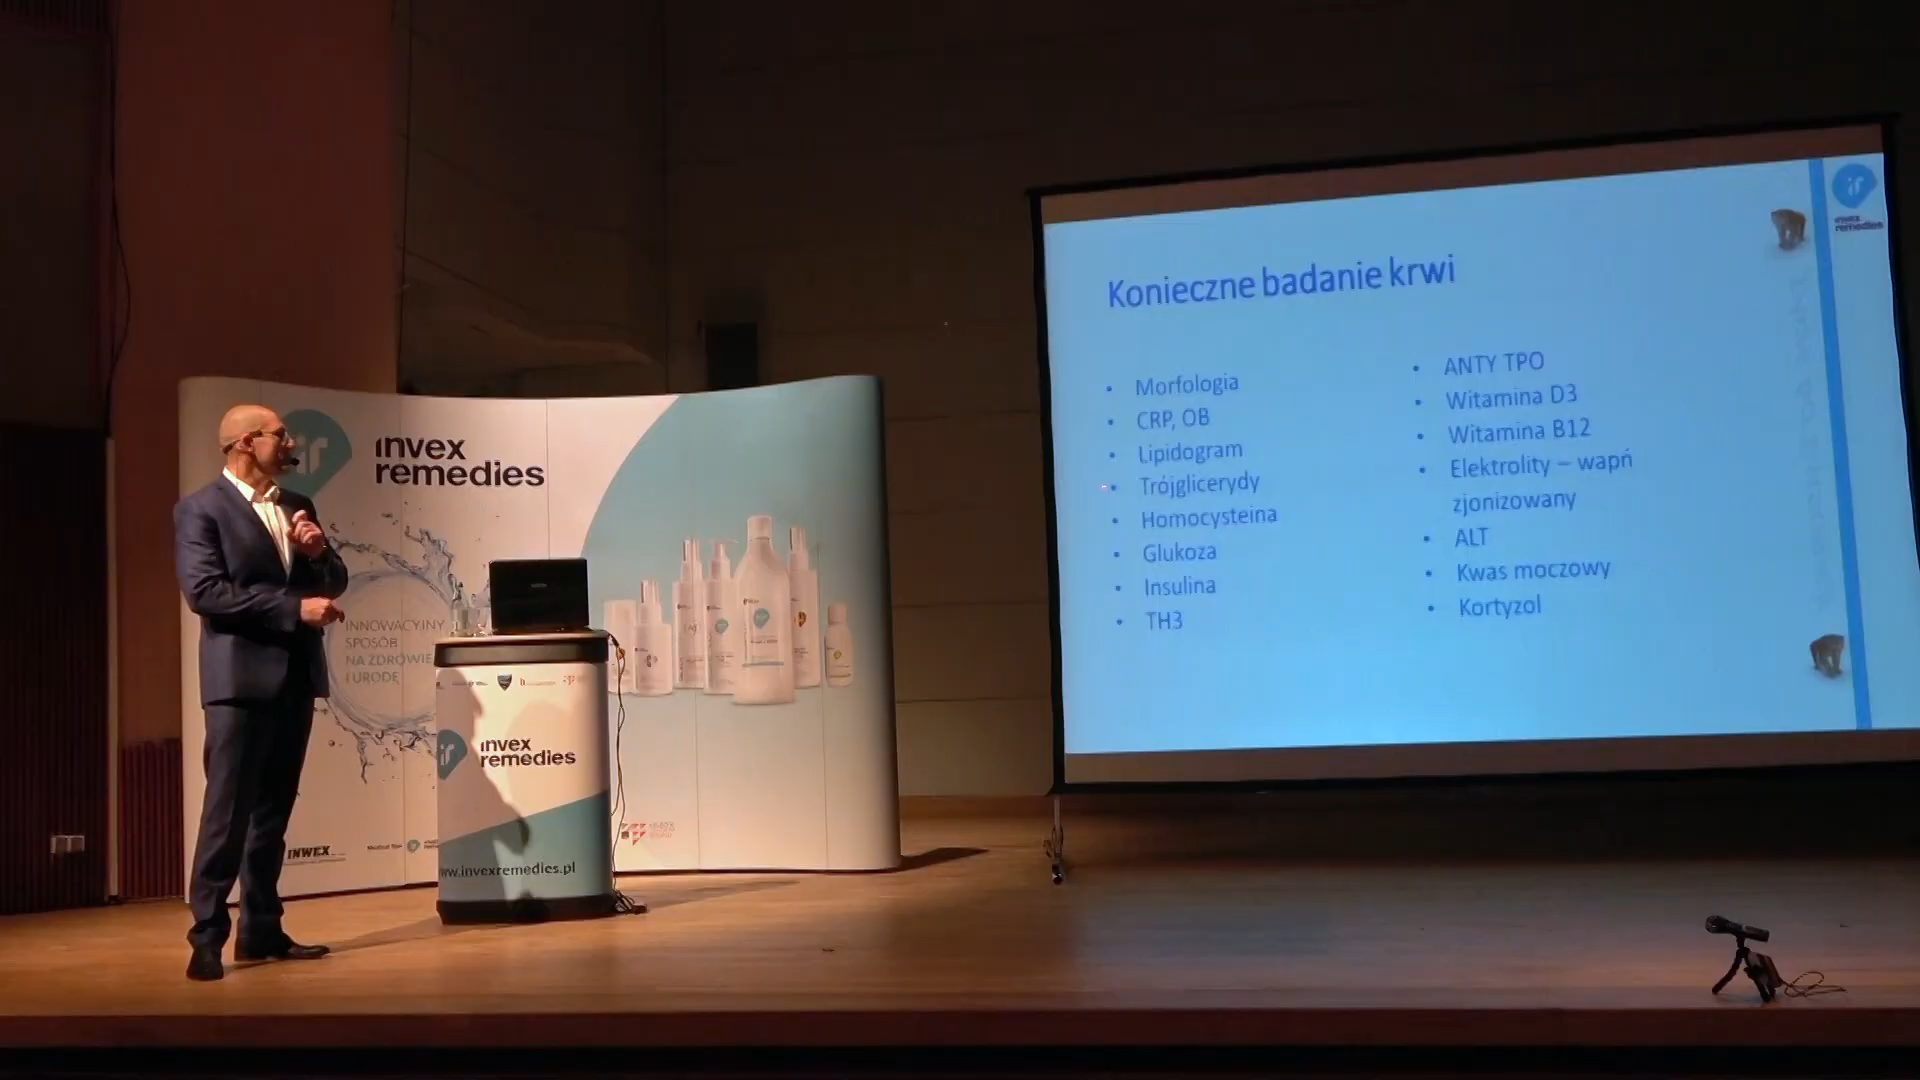 invex
remedies
INNOWACYJNY
SPOSÓB
NA ZDROWIE
I URODĘ
INWEX
invex
remedies
www.invexremedies.pl
invex
remedies
Konieczne badanie krwi
• Morfologia
• CRP, OB
• Lipidogram
• Trójglicerydy
• Homocysteina
• Glukoza
• Insulina
• TH3
• ANTY TPO
• Witamina D3
• Witamina B12
• Elektrolity – wapń
zjonizowany
• ALT
• Kwas moczowy
• Kortyzol